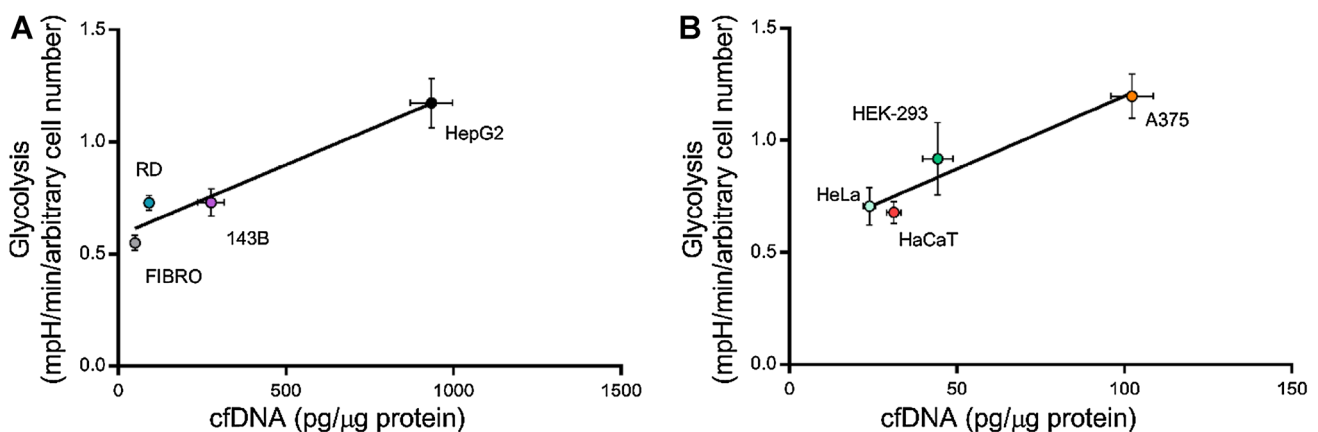 A
Glycolysis
(mpH/min/arbitrary cell number)
1.5
1.0
0.5
0.0
RD
FIBRO
143B
HepG2
0 500 1000 1500
cfDNA (pg/μg protein)
B
Glycolysis
(mpH/min/arbitrary cell number)
1.5
1.0
0.5
0.0
HEK-293
A375
HeLa
HaCaT
0 50 100 150
cfDNA (pg/μg protein)